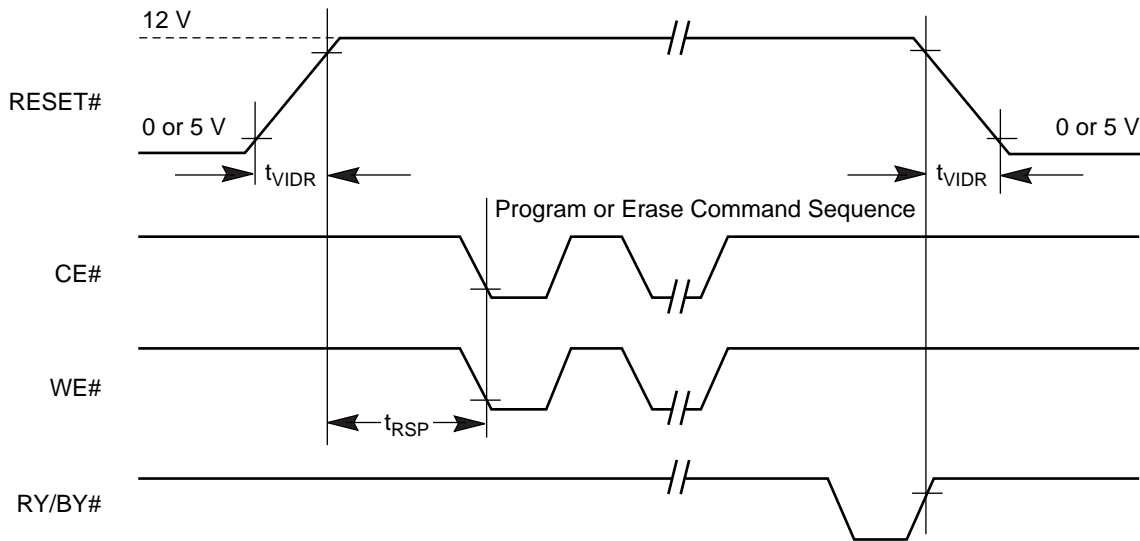 12 V
RESET#
0 or 5 V
0 or 5 V
tVIDR
tVIDR
Program or Erase Command Sequence
CE#
WE#
tRSP
RY/BY#